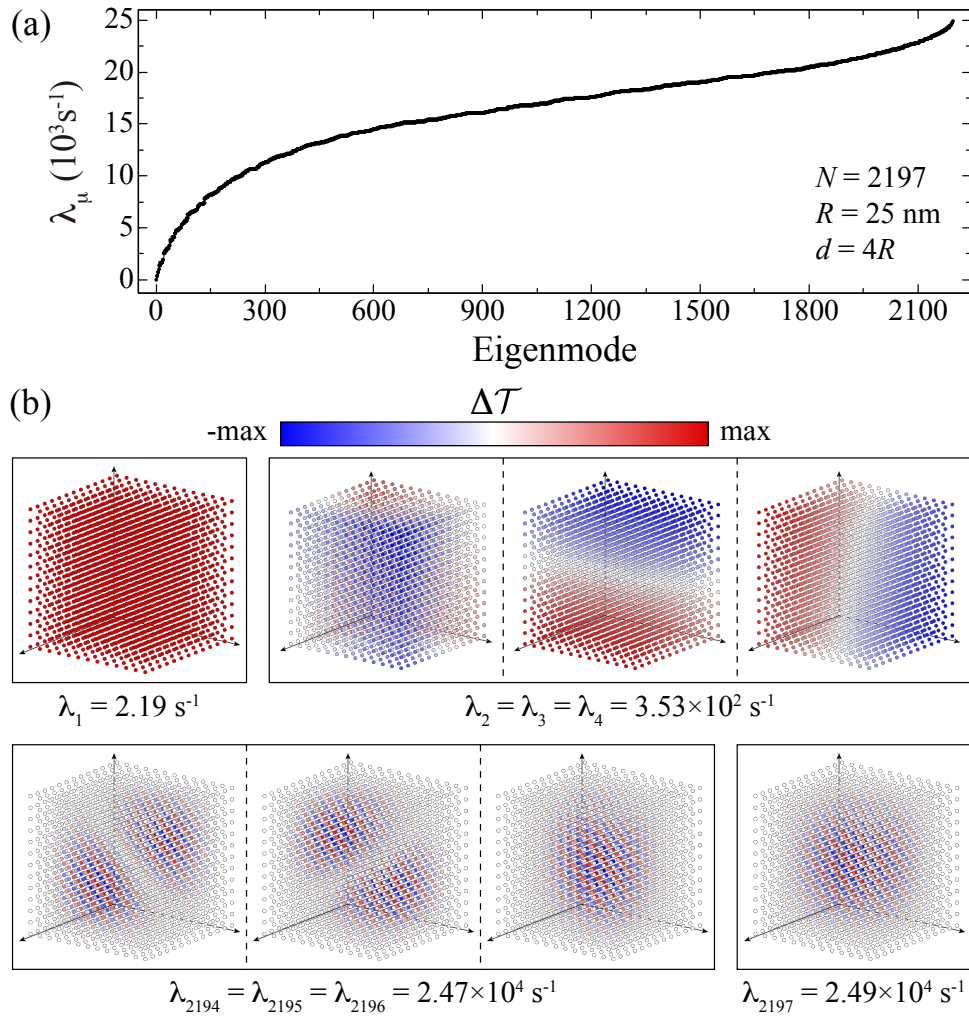 (a)
25
20
15
10
5
0
λμ (10³s⁻¹)
N = 2197
R = 25 nm
d = 4R
0 300 600 900 1200 1500 1800 2100
Eigenmode
(b)
Δ𝒯
-max max
λ₁ = 2.19 s⁻¹
λ₂ = λ₃ = λ₄ = 3.53×10² s⁻¹
λ₂₁₉₄ = λ₂₁₉₅ = λ₂₁₉₆ = 2.47×10⁴ s⁻¹
λ₂₁₉₇ = 2.49×10⁴ s⁻¹